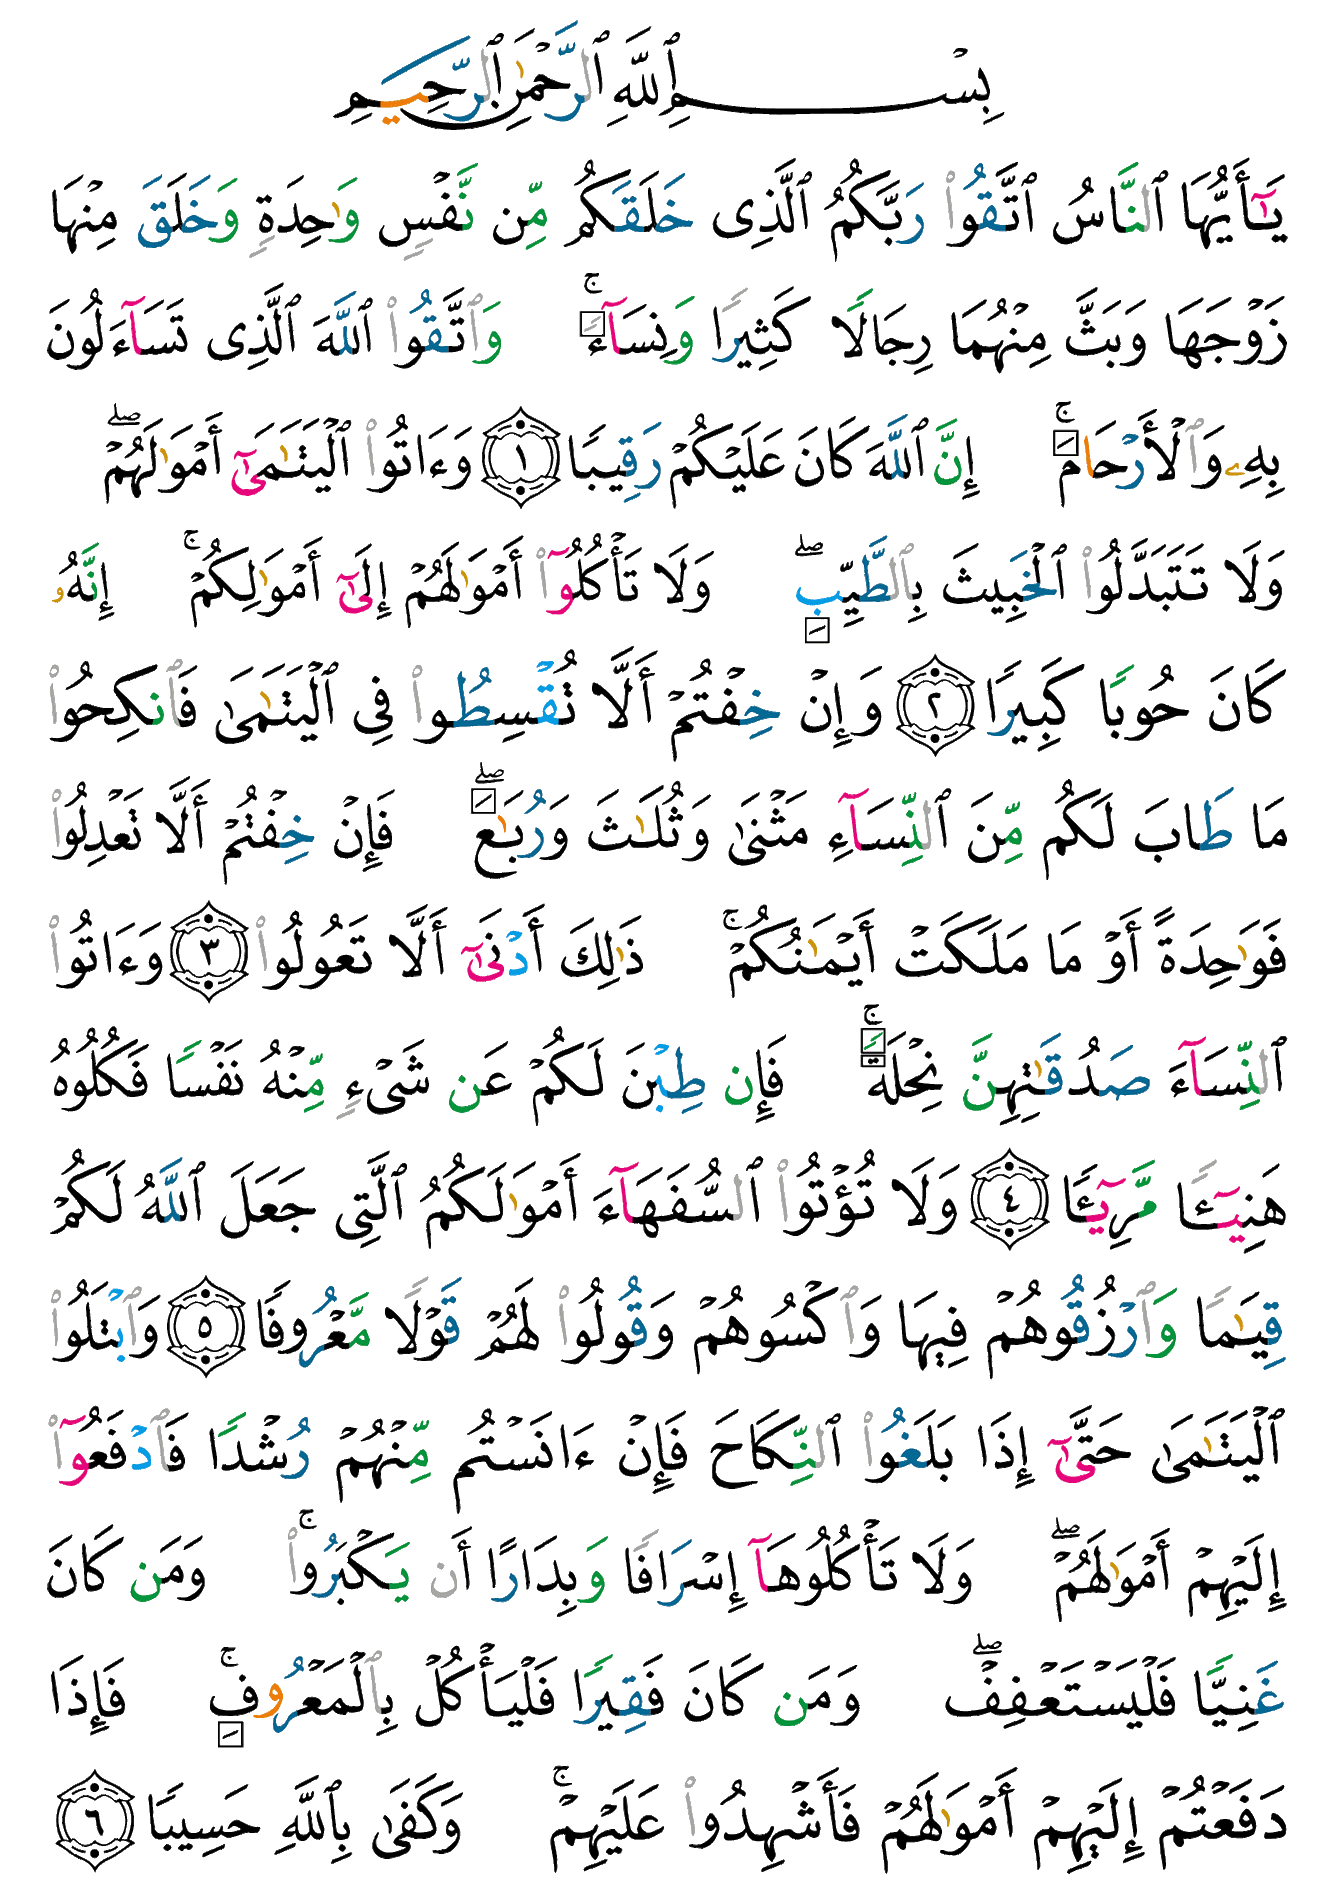 بِسْمِ ٱللَّهِ ٱلرَّحْمَٰنِ ٱلرَّحِيمِ
يَٰٓأَيُّهَا ٱلنَّاسُ ٱتَّقُوا۟ رَبَّكُمُ ٱلَّذِى خَلَقَكُم مِّن نَّفْسٍ وَٰحِدَةٍ وَخَلَقَ مِنْهَا
زَوْجَهَا وَبَثَّ مِنْهُمَا رِجَالًا كَثِيرًا وَنِسَآءً ۚ وَٱتَّقُوا۟ ٱللَّهَ ٱلَّذِى تَسَآءَلُونَ
بِهِۦ وَٱلْأَرْحَامَ ۚ إِنَّ ٱللَّهَ كَانَ عَلَيْكُمْ رَقِيبًا ١ وَءَاتُوا۟ ٱلْيَتَٰمَىٰٓ أَمْوَٰلَهُمْ ۖ
وَلَا تَتَبَدَّلُوا۟ ٱلْخَبِيثَ بِٱلطَّيِّبِ ۖ وَلَا تَأْكُلُوٓا۟ أَمْوَٰلَهُمْ إِلَىٰٓ أَمْوَٰلِكُمْ ۚ إِنَّهُۥ
كَانَ حُوبًا كَبِيرًا ٢ وَإِنْ خِفْتُمْ أَلَّا تُقْسِطُوا۟ فِى ٱلْيَتَٰمَىٰ فَٱنكِحُوا۟
مَا طَابَ لَكُم مِّنَ ٱلنِّسَآءِ مَثْنَىٰ وَثُلَٰثَ وَرُبَٰعَ ۖ فَإِنْ خِفْتُمْ أَلَّا تَعْدِلُوا۟
فَوَٰحِدَةً أَوْ مَا مَلَكَتْ أَيْمَٰنُكُمْ ۚ ذَٰلِكَ أَدْنَىٰٓ أَلَّا تَعُولُوا۟ ٣ وَءَاتُوا۟
ٱلنِّسَآءَ صَدُقَٰتِهِنَّ نِحْلَةً ۚ فَإِن طِبْنَ لَكُمْ عَن شَىْءٍ مِّنْهُ نَفْسًا فَكُلُوهُ
هَنِيٓـًٔا مَّرِيٓـًٔا ٤ وَلَا تُؤْتُوا۟ ٱلسُّفَهَآءَ أَمْوَٰلَكُمُ ٱلَّتِى جَعَلَ ٱللَّهُ لَكُمْ
قِيَٰمًا وَٱرْزُقُوهُمْ فِيهَا وَٱكْسُوهُمْ وَقُولُوا۟ لَهُمْ قَوْلًا مَّعْرُوفًا ٥ وَٱبْتَلُوا۟
ٱلْيَتَٰمَىٰ حَتَّىٰٓ إِذَا بَلَغُوا۟ ٱلنِّكَاحَ فَإِنْ ءَانَسْتُم مِّنْهُمْ رُشْدًا فَٱدْفَعُوٓا۟
إِلَيْهِمْ أَمْوَٰلَهُمْ ۖ وَلَا تَأْكُلُوهَآ إِسْرَافًا وَبِدَارًا أَن يَكْبَرُوا۟ ۚ وَمَن كَانَ
غَنِيًّا فَلْيَسْتَعْفِفْ ۖ وَمَن كَانَ فَقِيرًا فَلْيَأْكُلْ بِٱلْمَعْرُوفِ ۚ فَإِذَا
دَفَعْتُمْ إِلَيْهِمْ أَمْوَٰلَهُمْ فَأَشْهِدُوا۟ عَلَيْهِمْ ۚ وَكَفَىٰ بِٱللَّهِ حَسِيبًا ٦